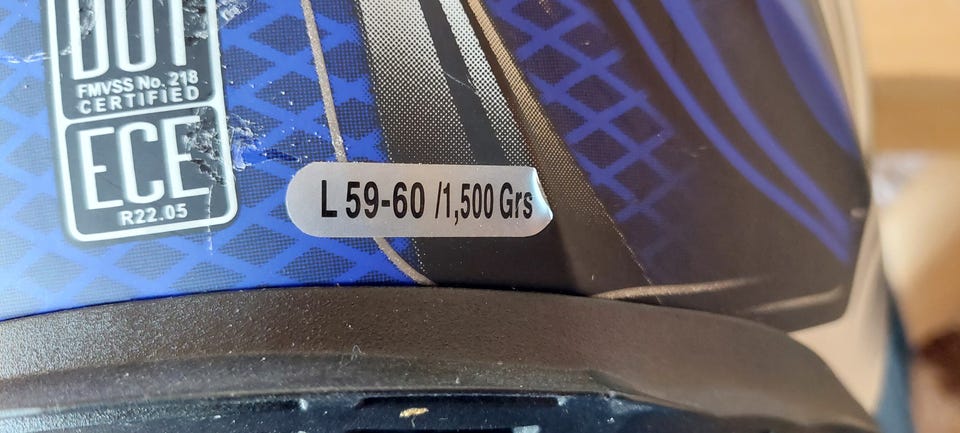 DOT
FMVSS No. 218
CERTIFIED
ECE
R22.05
L 59-60 /1,500 Grs